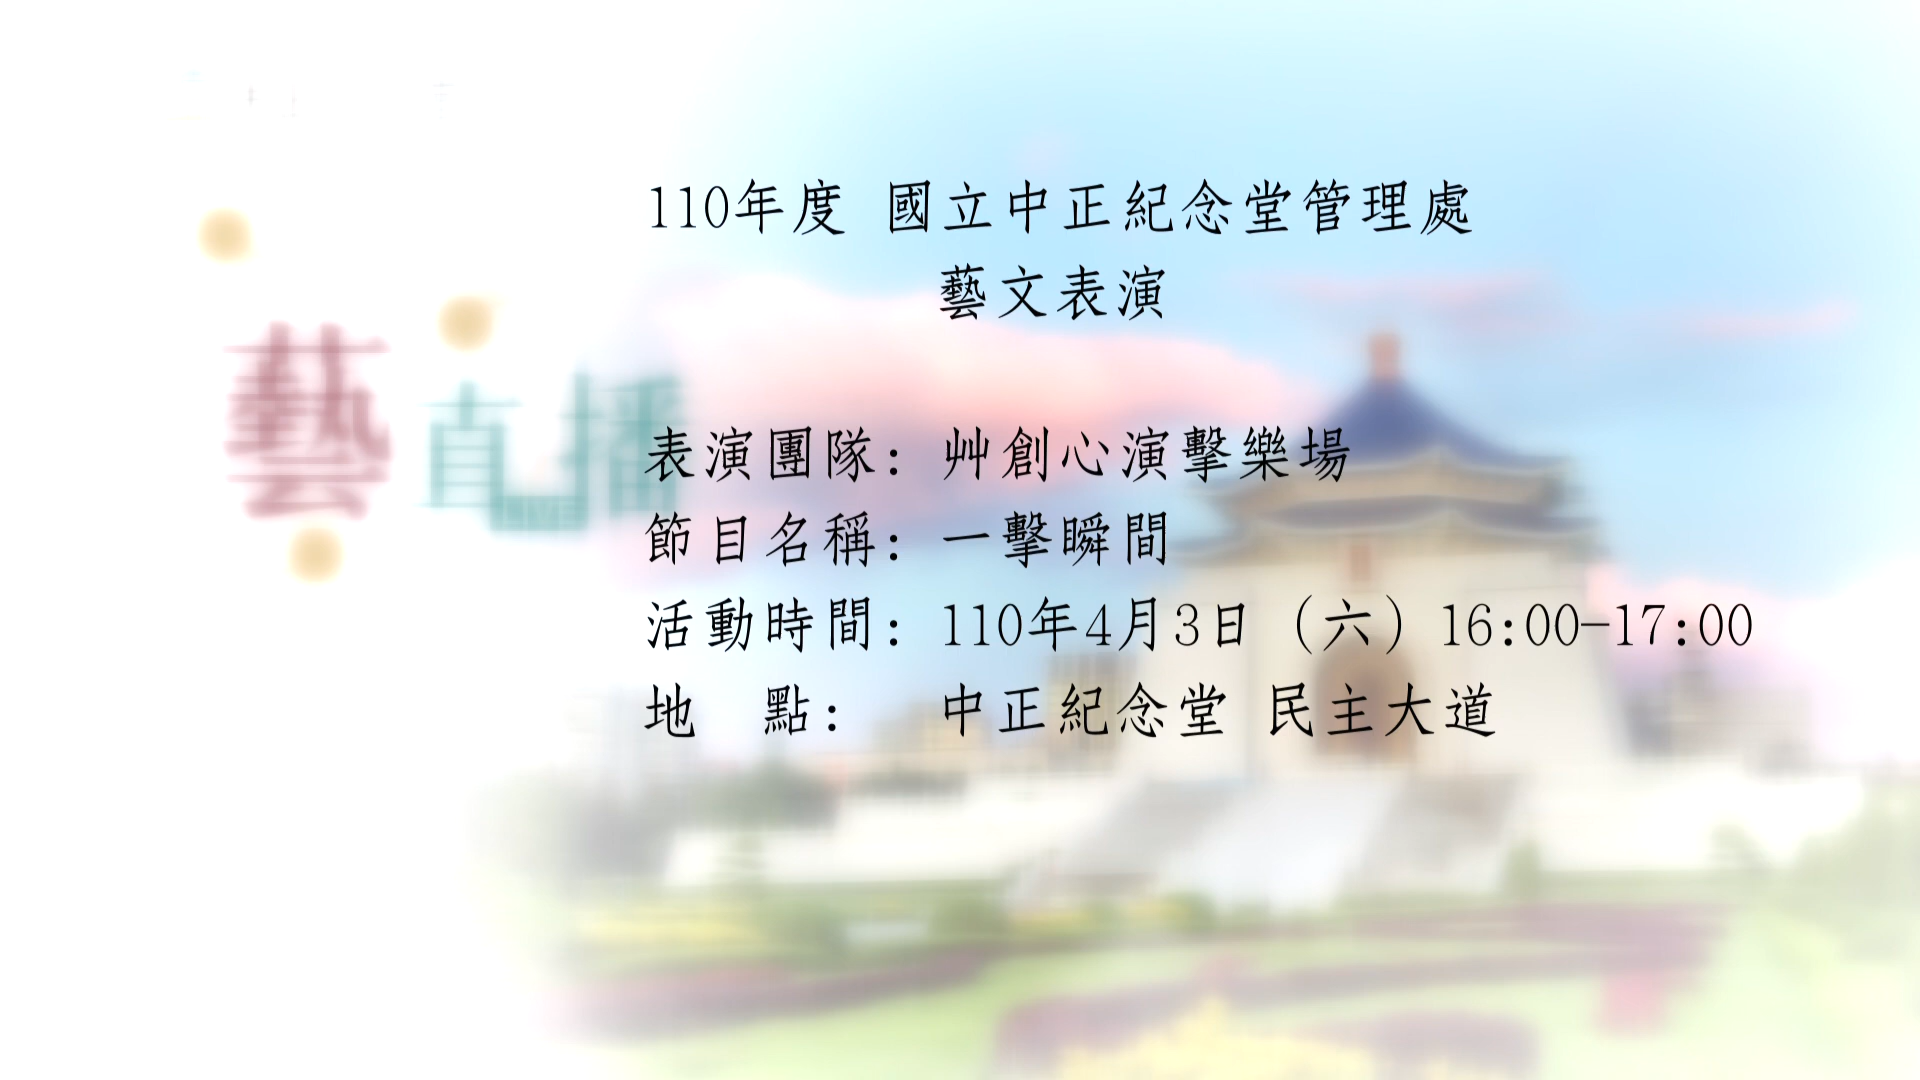 110年度 國立中正紀念堂管理處
藝文表演
藝直播
表演團隊：艸創心演擊樂場
節目名稱：一擊瞬間
活動時間：110年4月3日（六）16:00-17:00
地　點：　中正紀念堂 民主大道